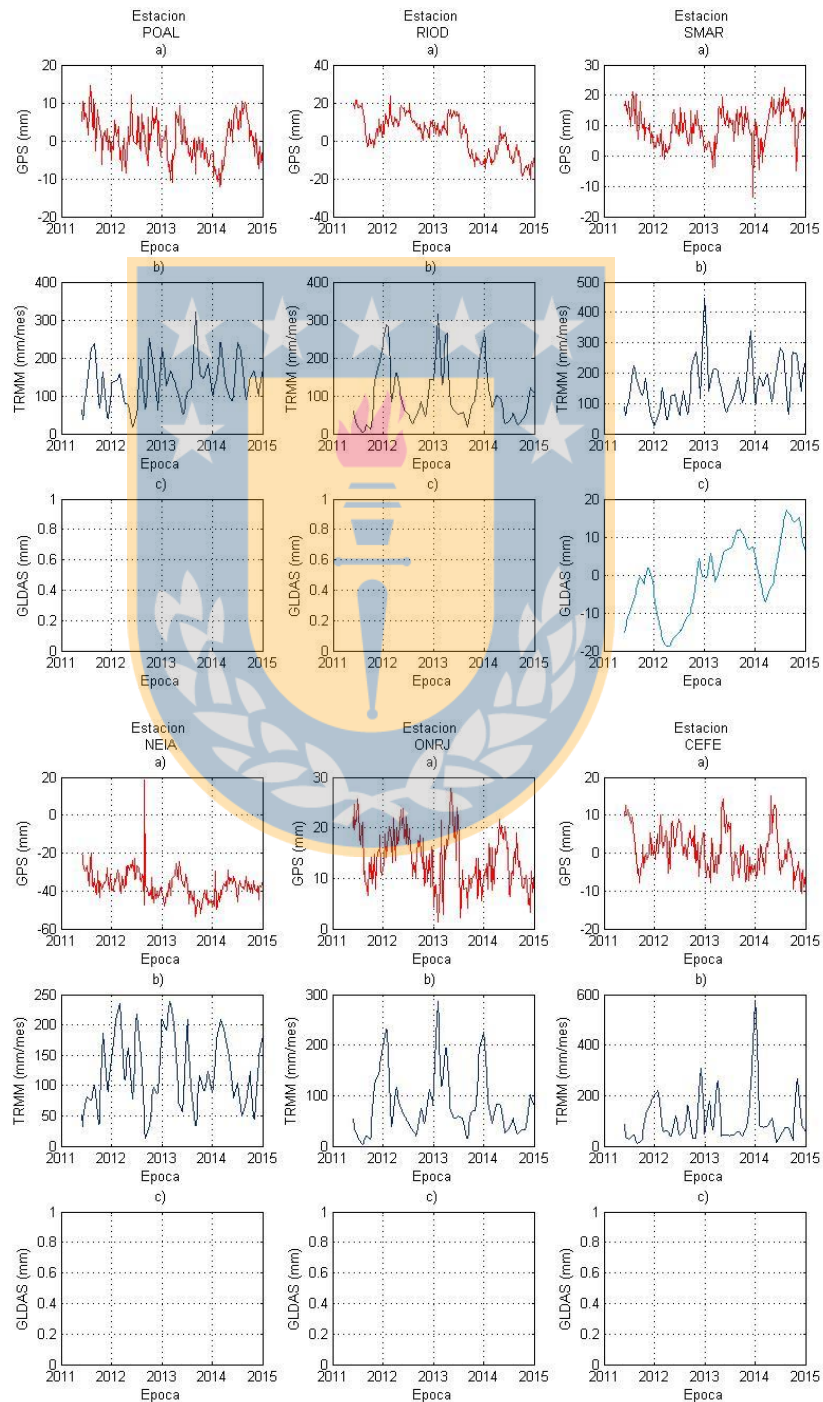 Estacion
POAL
a)
20
10
0
-10
-20
GPS (mm)
2011 2012 2013 2014 2015
Epoca
b)
400
300
200
100
0
TRMM (mm/mes)
2011 2012 2013 2014 2015
Epoca
c)
1
0.8
0.6
0.4
0.2
0
GLDAS (mm)
2011 2012 2013 2014 2015
Epoca
Estacion
RIOD
a)
40
20
0
-20
-40
GPS (mm)
2011 2012 2013 2014 2015
Epoca
b)
400
300
200
100
0
TRMM (mm/mes)
2011 2012 2013 2014 2015
Epoca
c)
1
0.8
0.6
0.4
0.2
0
GLDAS (mm)
2011 2012 2013 2014 2015
Epoca
Estacion
SMAR
a)
30
20
10
0
-10
-20
GPS (mm)
2011 2012 2013 2014 2015
Epoca
b)
500
400
300
200
100
0
TRMM (mm/mes)
2011 2012 2013 2014 2015
Epoca
c)
20
10
0
-10
-20
GLDAS (mm)
2011 2012 2013 2014 2015
Epoca
Estacion
NEIA
a)
20
0
-20
-40
-60
GPS (mm)
2011 2012 2013 2014 2015
Epoca
b)
250
200
150
100
50
0
TRMM (mm/mes)
2011 2012 2013 2014 2015
Epoca
c)
1
0.8
0.6
0.4
0.2
0
GLDAS (mm)
2011 2012 2013 2014 2015
Epoca
Estacion
ONRJ
a)
30
20
10
0
GPS (mm)
2011 2012 2013 2014 2015
Epoca
b)
300
200
100
0
TRMM (mm/mes)
2011 2012 2013 2014 2015
Epoca
c)
1
0.8
0.6
0.4
0.2
0
GLDAS (mm)
2011 2012 2013 2014 2015
Epoca
Estacion
CEFE
a)
20
10
0
-10
-20
GPS (mm)
2011 2012 2013 2014 2015
Epoca
b)
600
400
200
0
TRMM (mm/mes)
2011 2012 2013 2014 2015
Epoca
c)
1
0.8
0.6
0.4
0.2
0
GLDAS (mm)
2011 2012 2013 2014 2015
Epoca